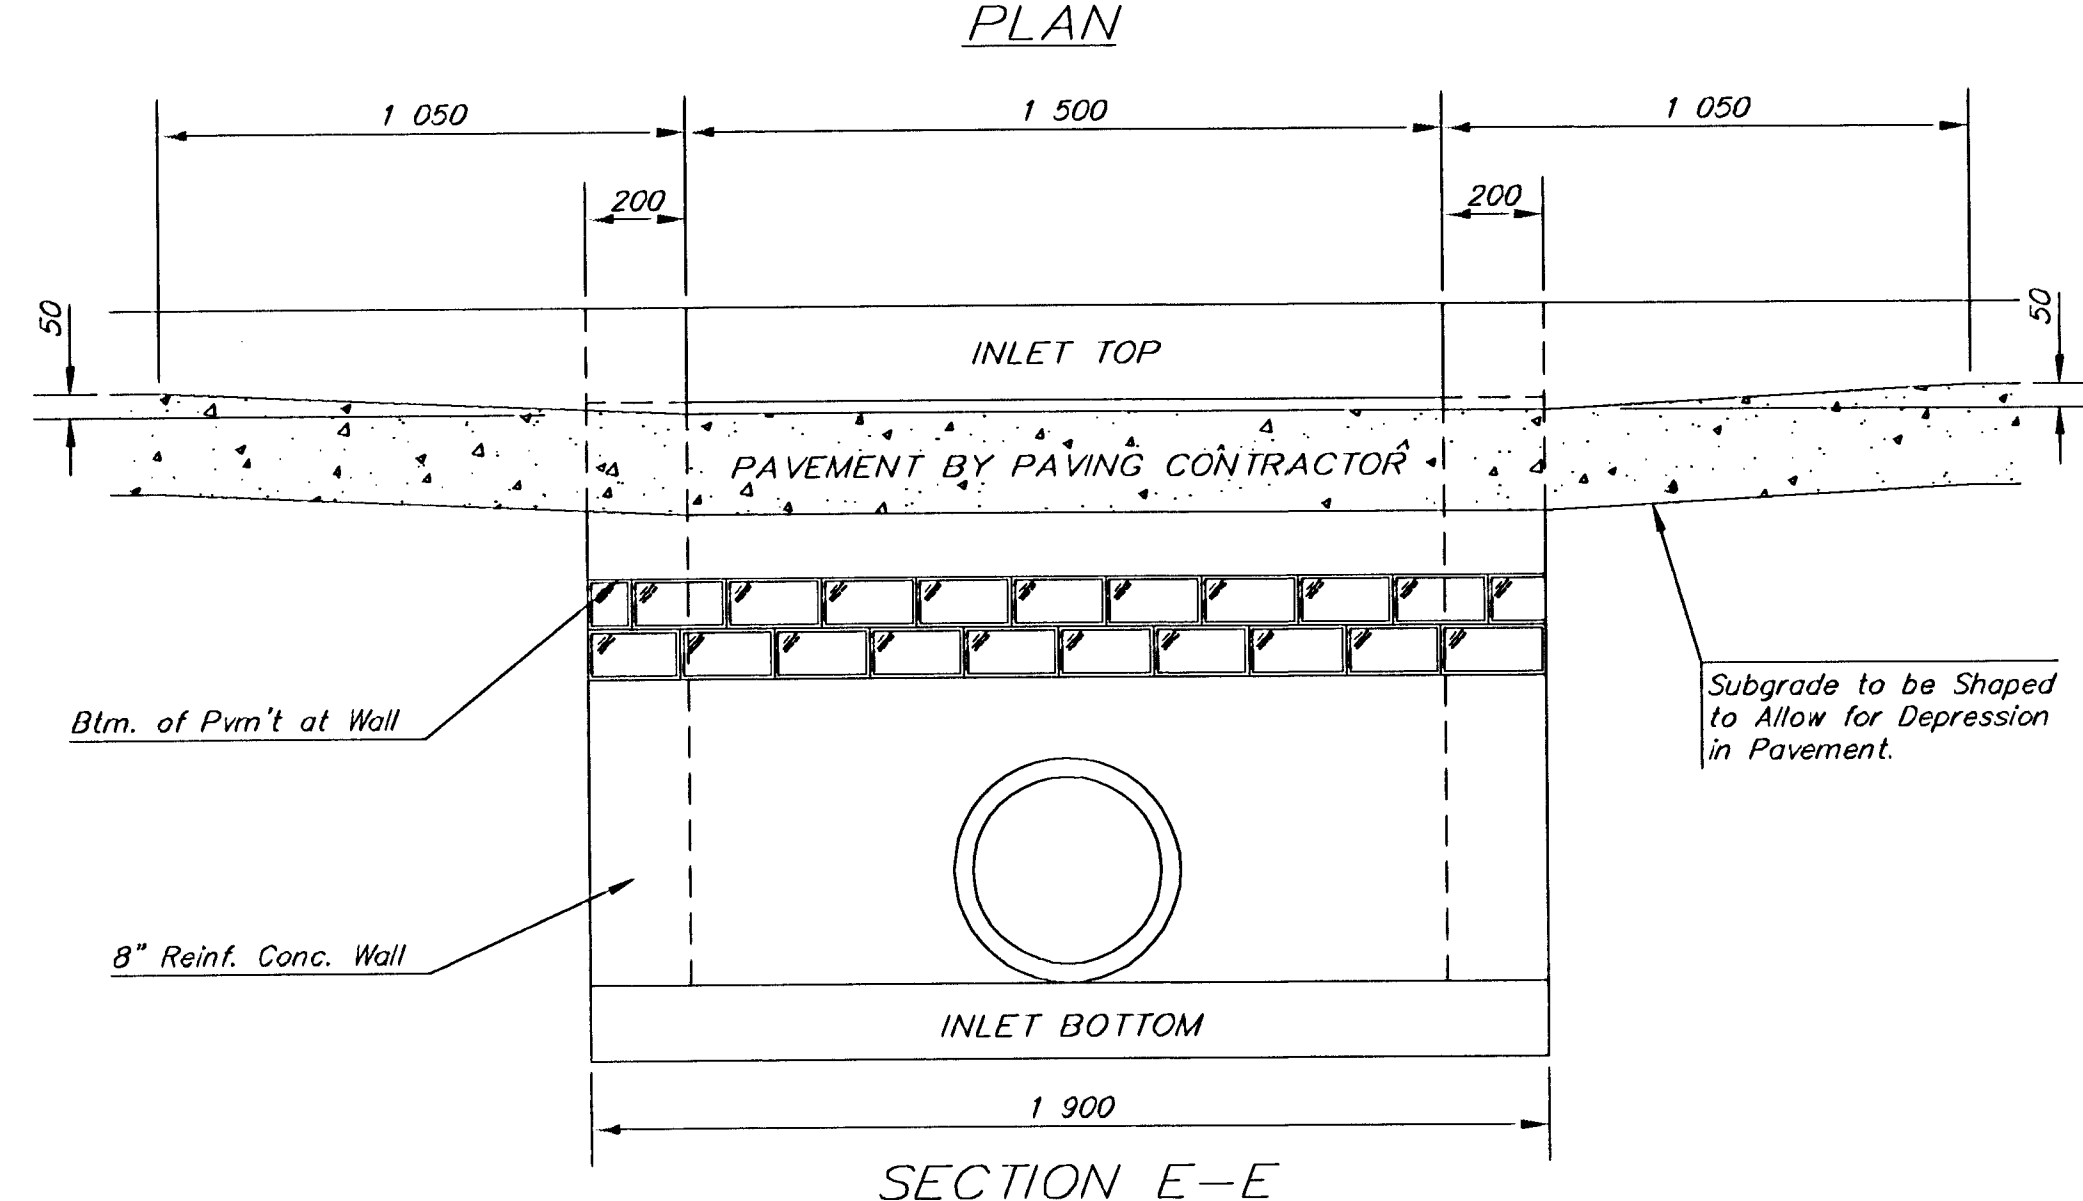 PLAN
1 050
1 500
1 050
200
200
50
50
INLET TOP
PAVEMENT BY PAVING CONTRACTOR
Btm. of Pvm't at Wall
Subgrade to be Shaped
to Allow for Depression
in Pavement.
8" Reinf. Conc. Wall
INLET BOTTOM
1 900
SECTION E-E